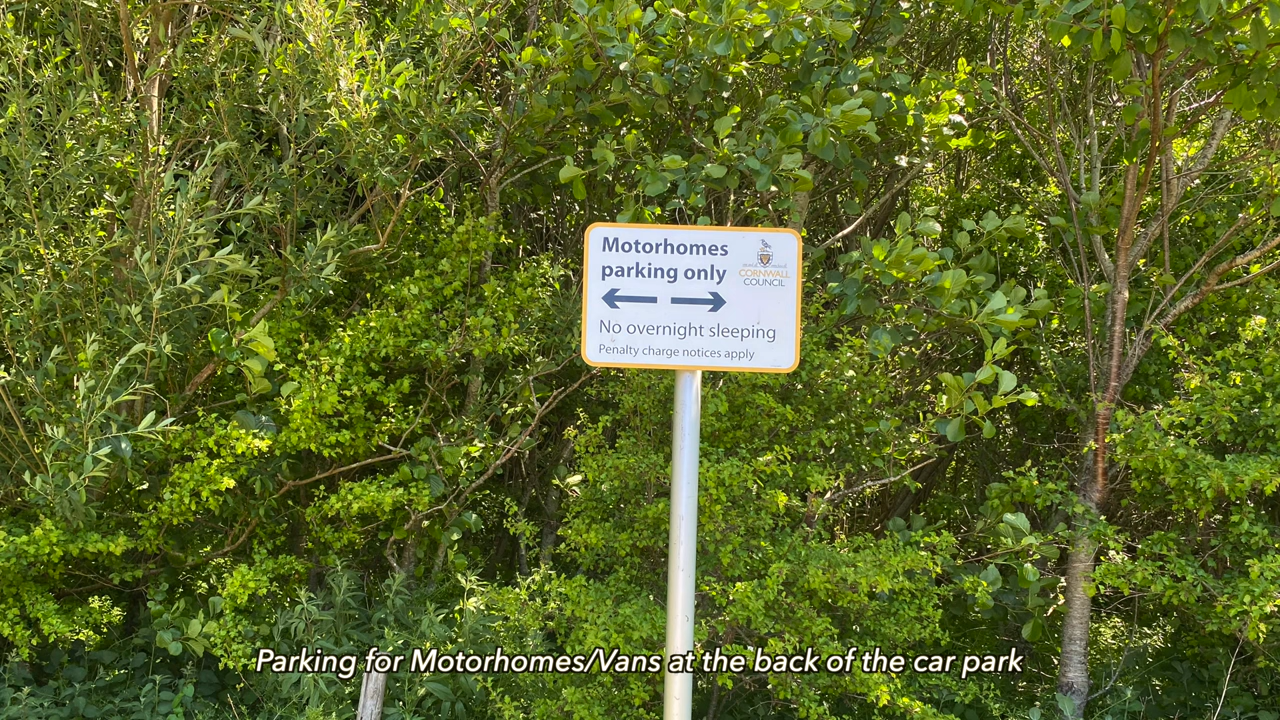 Motorhomes
parking only
CORNWALL
COUNCIL
No overnight sleeping
Penalty charge notices apply
Parking for Motorhomes/Vans at the back of the car park